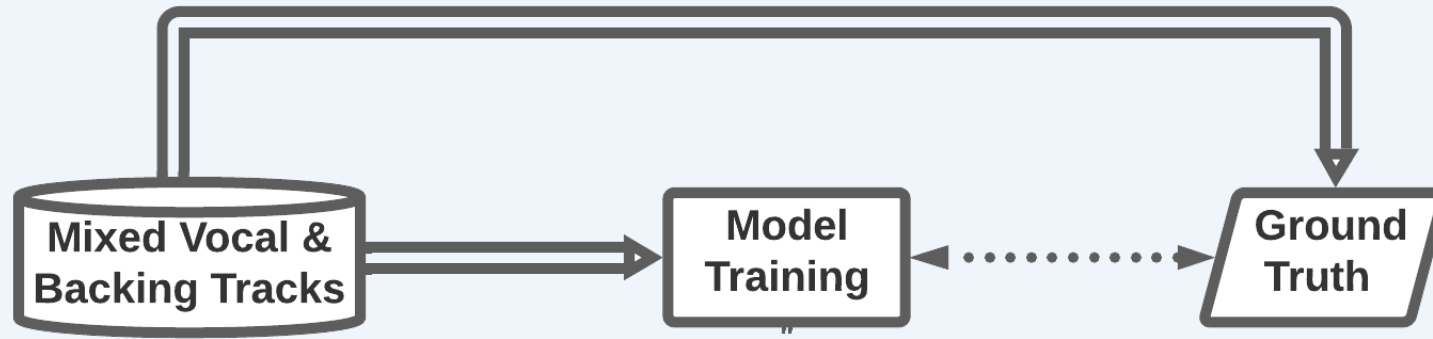 Mixed Vocal &
Backing Tracks
Model
Training
Ground
Truth